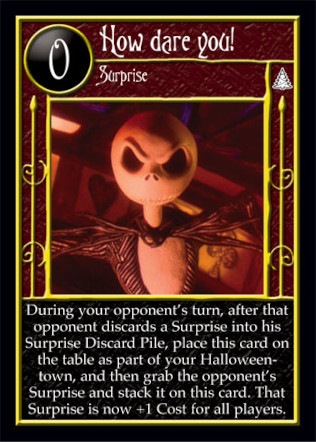 0
How dare you!
Surprise
During your opponent's turn, after that
opponent discards a Surprise into his
Surprise Discard Pile, place this card on
the table as part of your Halloween-
town, and then grab the opponent's
Surprise and stack it on this card. That
Surprise is now +1 Cost for all players.